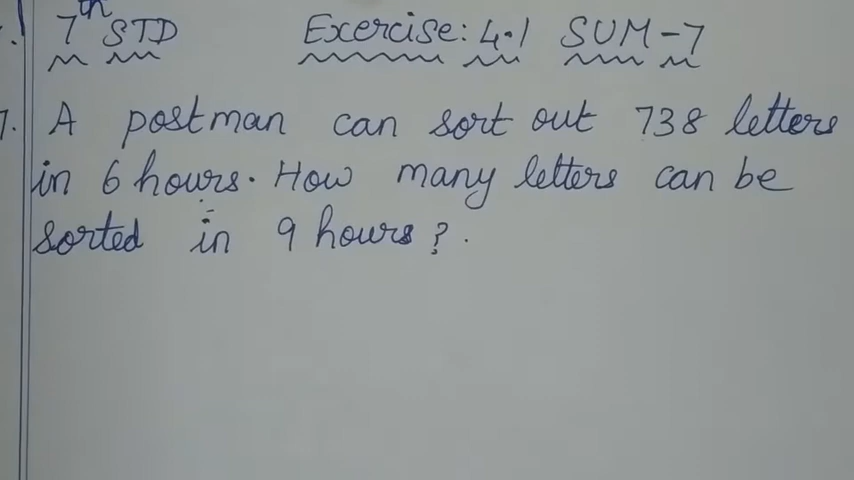 7th STD Exercise: 4.1 SUM-7
7. A postman can sort out 738 letters
in 6 hours. How many letters can be
sorted in 9 hours?.